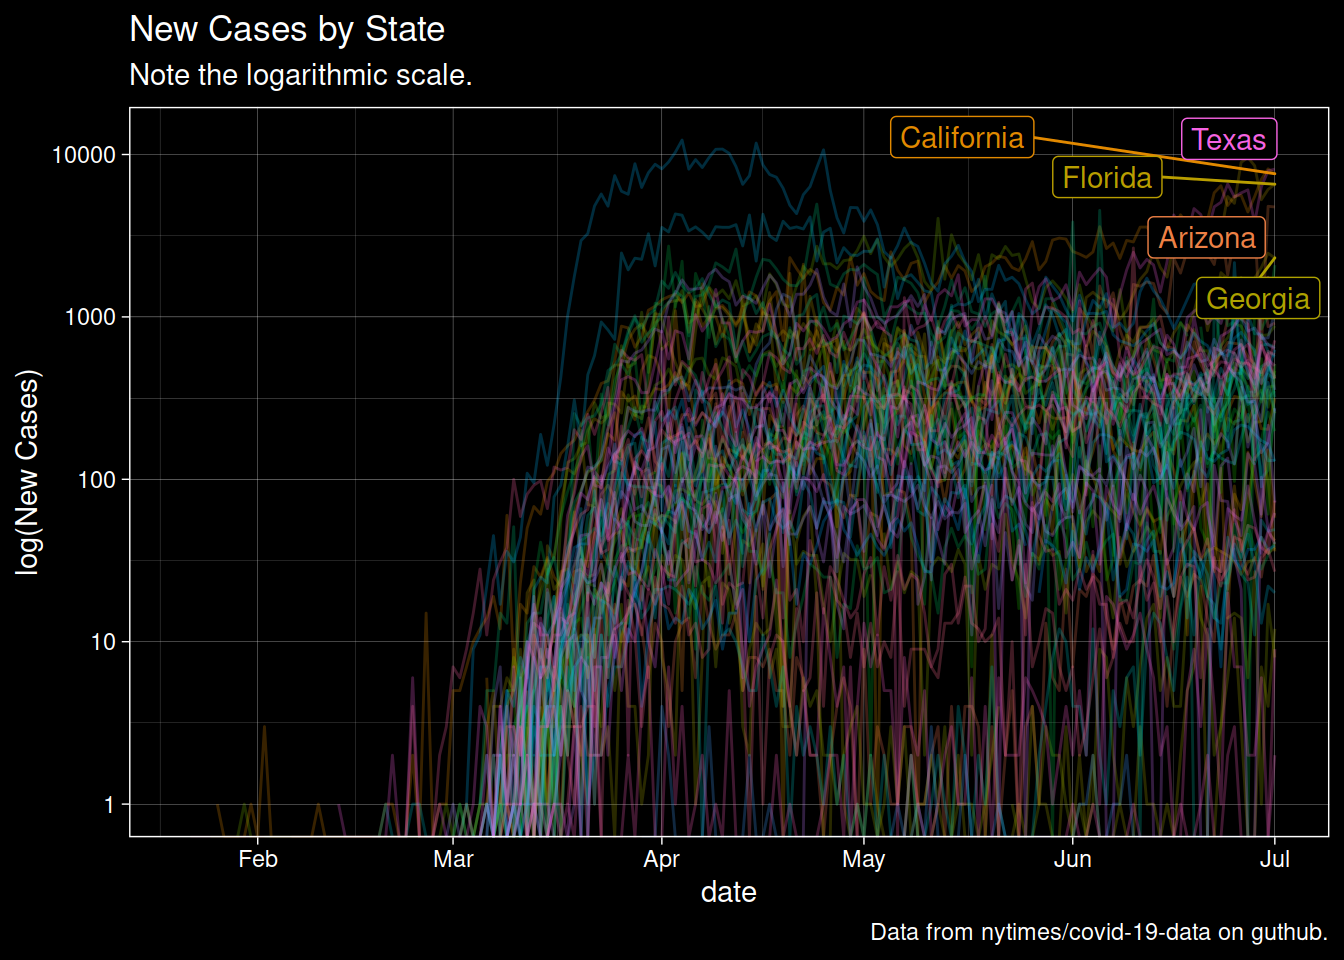 New Cases by State
Note the logarithmic scale.
California
Texas
Florida
Arizona
Georgia
10000
1000
100
10
1
log(New Cases)
Feb
Mar
Apr
May
Jun
Jul
date
Data from nytimes/covid-19-data on guthub.